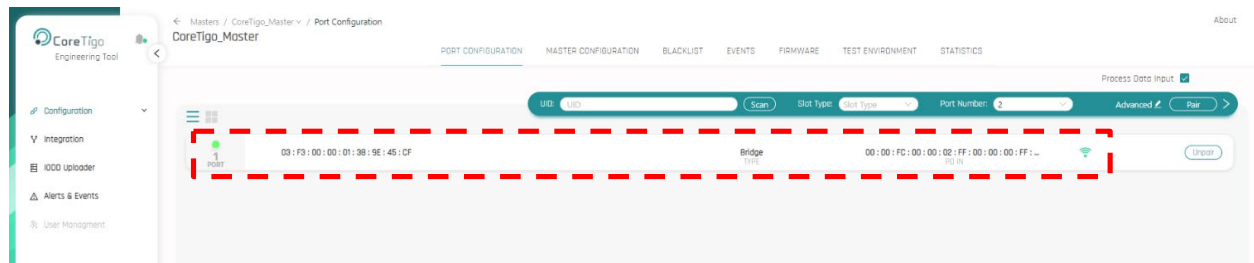 ← Masters / CoreTigo_Master / Port Configuration
About
CoreTigo_Master
CoreTigo
Engineering Tool
PORT CONFIGURATION MASTER CONFIGURATION BLACKLIST EVENTS FIRMWARE TEST ENVIRONMENT STATISTICS
Process Data Input
UID: UID Scan Slot Type: Slot Type Port Number: 2 Advanced Pair >
Configuration
Integration
IODD Uploader
Alerts & Events
User Managment
1
PORT
03 : F3 : 00 : 00 : 01 : 38 : 9E : 45 : CF
Bridge
TYPE
00 : 00 : FC : 00 : 00 : 02 : FF : 00 : 00 : 00 : FF : ...
PD IN
Unpair